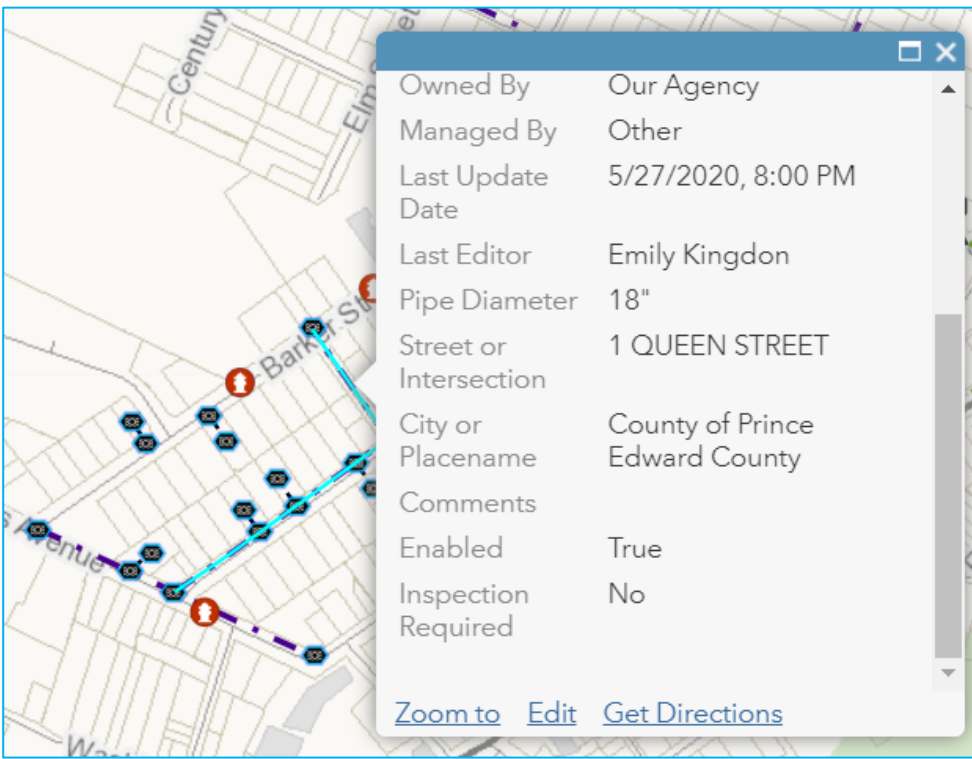 Century
Elm
Owned By Our Agency
Managed By Other
Last Update 5/27/2020, 8:00 PM
Date
Last Editor Emily Kingdon
Pipe Diameter 18"
Street or 1 QUEEN STREET
Intersection
City or County of Prince
Placename Edward County
Comments
Enabled True
Inspection No
Required
Zoom to Edit Get Directions
Barker St
s Avenue